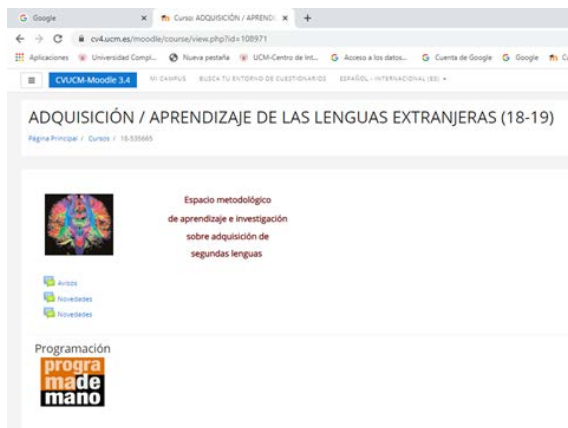 Google
Curso: ADQUISICIÓN / APRENDI
cv4.ucm.es/moodle/course/view.php?id=108971
Aplicaciones Universidad Compl... Nueva pestaña UCM-Centro de Int... Acceso a los datos... Cuenta de Google Google
CVUCM-Moodle 3.4 MI CAMPUS BUSCA TU ENTORNO DE CUESTIONARIOS ESPAÑOL - INTERNACIONAL (ES)
ADQUISICIÓN / APRENDIZAJE DE LAS LENGUAS EXTRANJERAS (18-19)
Página Principal / Cursos / 18-535665
Espacio metodológico
de aprendizaje e investigación
sobre adquisición de
segundas lenguas
Avisos
Novedades
Novedades
Programación
progra
made
mano